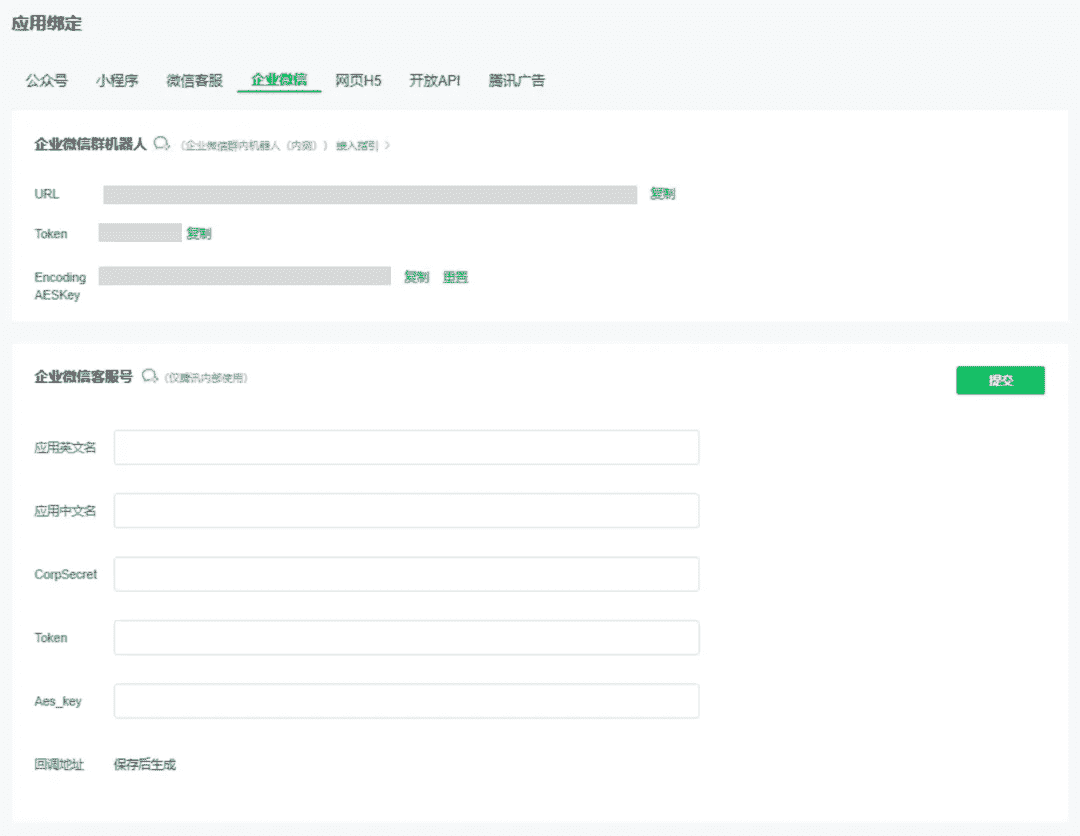 应用绑定
公众号 小程序 微信客服 企业微信 网页H5 开放API 腾讯广告
企业微信群机器人 (企业微信群内机器人（内网）) 接入指引 >
URL 复制
Token 复制
Encoding AESKey 复制 重置
企业微信客服号 (仅腾讯内部使用) 提交
应用英文名
应用中文名
CorpSecret
Token
Aes_key
回调地址 保存后生成